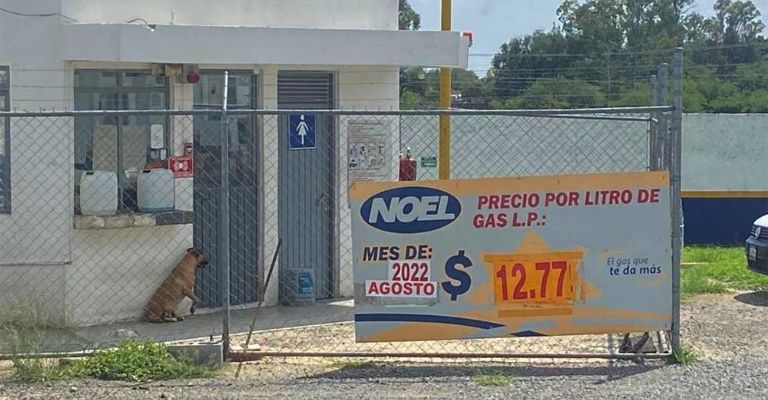 NOEL
PRECIO POR LITRO DE
GAS L.P.:
MES DE:
2022
AGOSTO
$ 12.77
El gas que
te da más